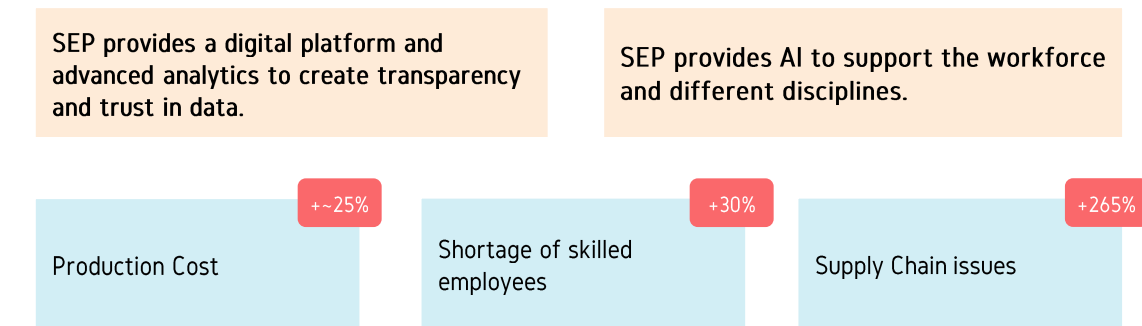 SEP provides a digital platform and
advanced analytics to create transparency
and trust in data.
SEP provides AI to support the workforce
and different disciplines.
+~25%
Production Cost
+30%
Shortage of skilled
employees
+265%
Supply Chain issues